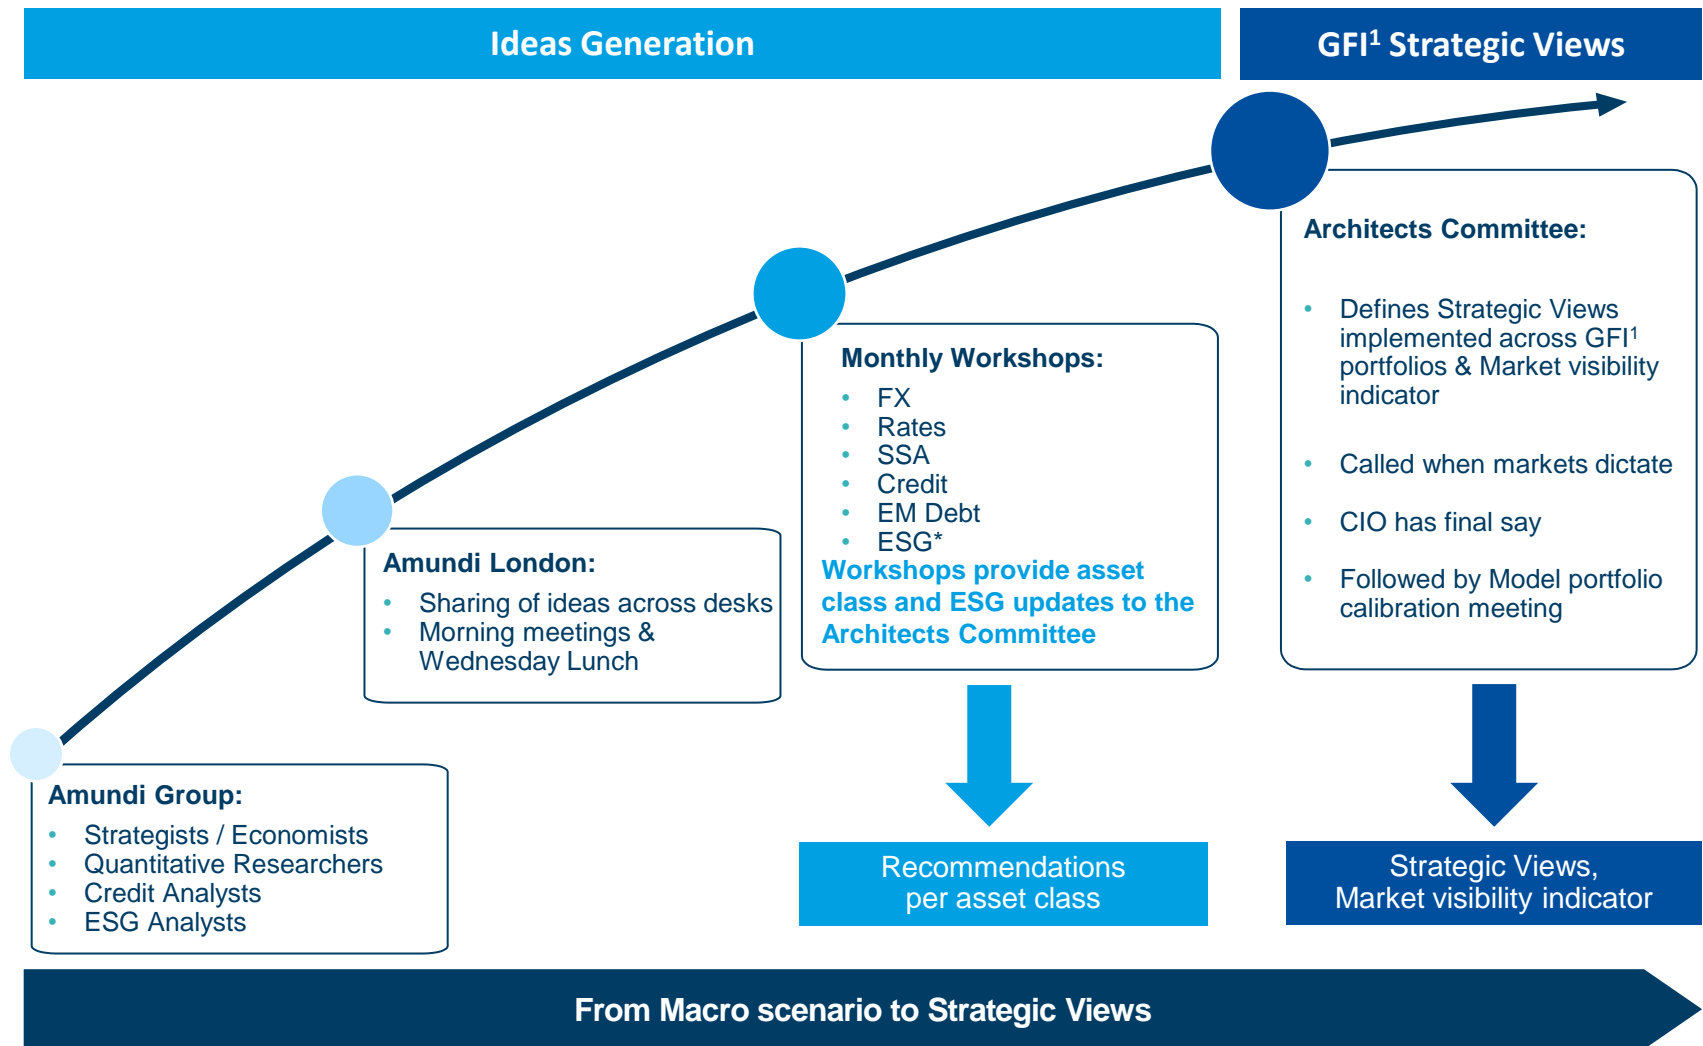 Ideas Generation
GFI¹ Strategic Views
Architects Committee:
• Defines Strategic Views
implemented across GFI¹
portfolios & Market visibility
indicator
• Called when markets dictate
• CIO has final say
• Followed by Model portfolio
calibration meeting
Monthly Workshops:
• FX
• Rates
• SSA
• Credit
• EM Debt
• ESG*
Workshops provide asset
class and ESG updates to the
Architects Committee
Amundi London:
• Sharing of ideas across desks
• Morning meetings &
Wednesday Lunch
Amundi Group:
• Strategists / Economists
• Quantitative Researchers
• Credit Analysts
• ESG Analysts
Recommendations
per asset class
Strategic Views,
Market visibility indicator
From Macro scenario to Strategic Views